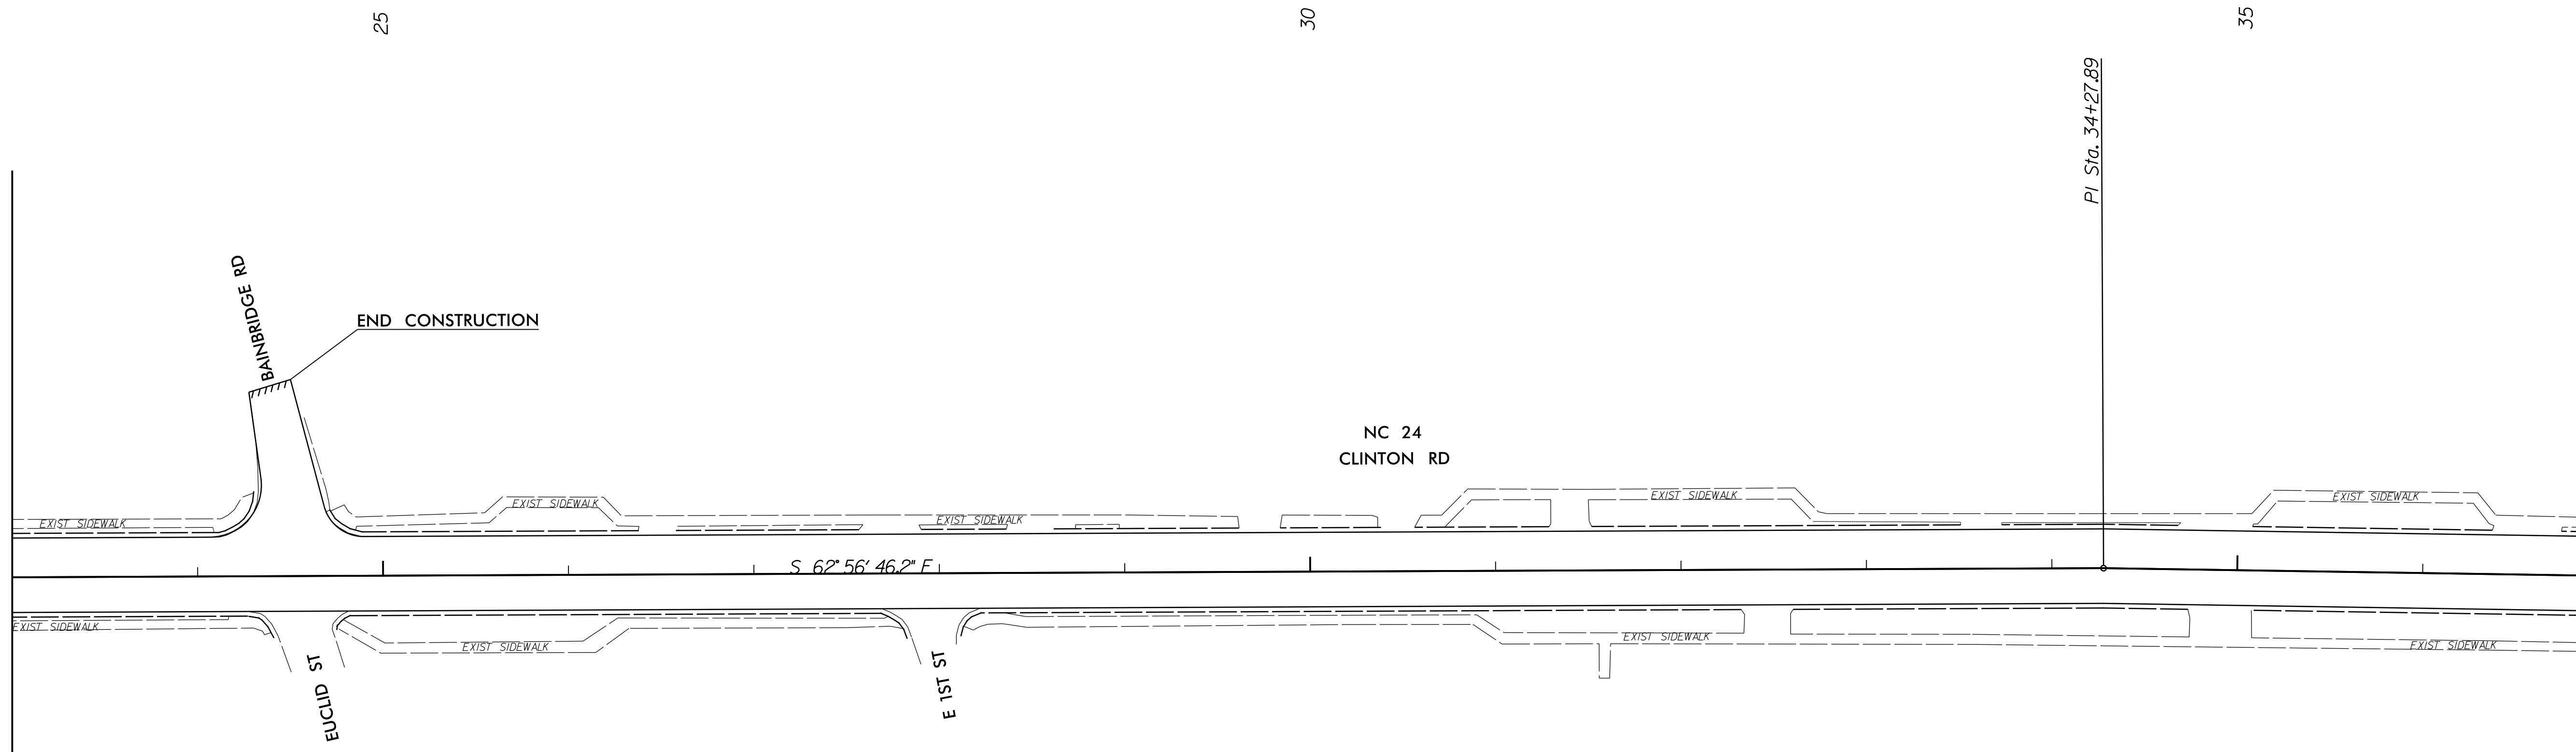 25
30
35
PI Sta. 34+27.89
BAINBRIDGE RD
END CONSTRUCTION
NC 24
CLINTON RD
EXIST SIDEWALK
EXIST SIDEWALK
EXIST SIDEWALK
EXIST SIDEWALK
EXIST SIDEWALK
S 62° 56' 46.2" E
EXIST SIDEWALK
EXIST SIDEWALK
EXIST SIDEWALK
EXIST SIDEWALK
EUCLID ST
E 1ST ST